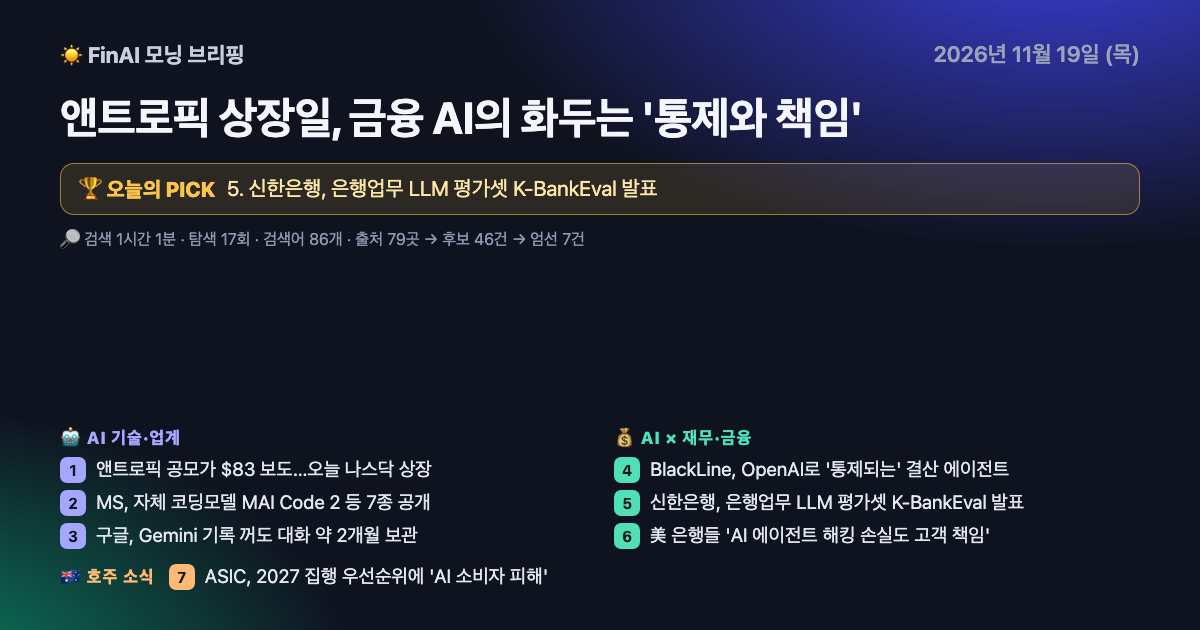 ☀️ FinAI 모닝 브리핑
2026년 11월 19일 (목)
앤트로픽 상장일, 금융 AI의 화두는 '통제와 책임'
🏆 오늘의 PICK 5. 신한은행, 은행업무 LLM 평가셋 K-BankEval 발표
🔎 검색 1시간 1분 · 탐색 17회 · 검색어 86개 · 출처 79곳 → 후보 46건 → 엄선 7건
🤖 AI 기술·업계
1 앤트로픽 공모가 $83 보도…오늘 나스닥 상장
2 MS, 자체 코딩모델 MAI Code 2 등 7종 공개
3 구글, Gemini 기록 꺼도 대화 약 2개월 보관
💰 AI × 재무·금융
4 BlackLine, OpenAI로 '통제되는' 결산 에이전트
5 신한은행, 은행업무 LLM 평가셋 K-BankEval 발표
6 美 은행들 'AI 에이전트 해킹 손실도 고객 책임'
🇦🇺 호주 소식 7 ASIC, 2027 집행 우선순위에 'AI 소비자 피해'